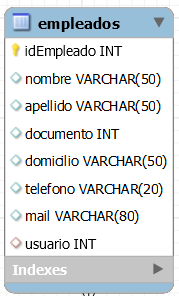 empleados
idEmpleado INT
nombre VARCHAR(50)
apellido VARCHAR(50)
documento INT
domicilio VARCHAR(50)
telefono VARCHAR(20)
mail VARCHAR(80)
usuario INT
Indexes